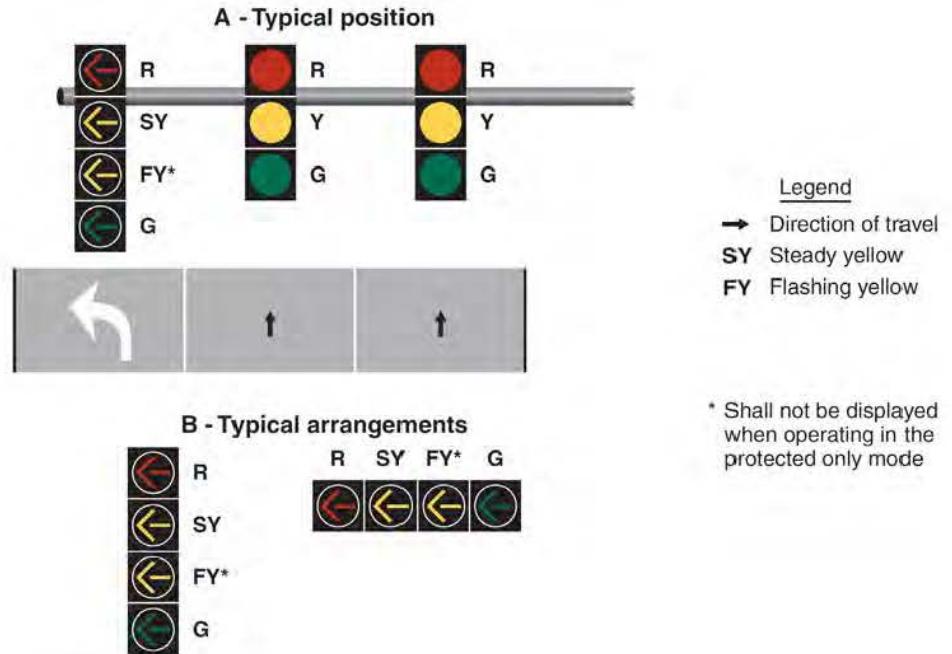 A - Typical position
R R R
SY Y Y
FY* G G
G
Legend
Direction of travel
SY Steady yellow
FY Flashing yellow
* Shall not be displayed
when operating in the
protected only mode
B - Typical arrangements
R
SY
FY*
G
R SY FY* G